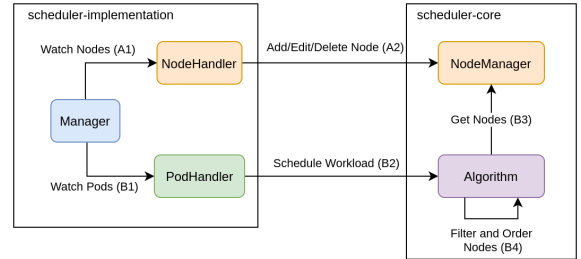 scheduler-implementation
scheduler-core
Watch Nodes (A1)
Add/Edit/Delete Node (A2)
NodeHandler
NodeManager
Manager
Get Nodes (B3)
Schedule Workload (B2)
Watch Pods (B1)
PodHandler
Algorithm
Filter and Order
Nodes (B4)